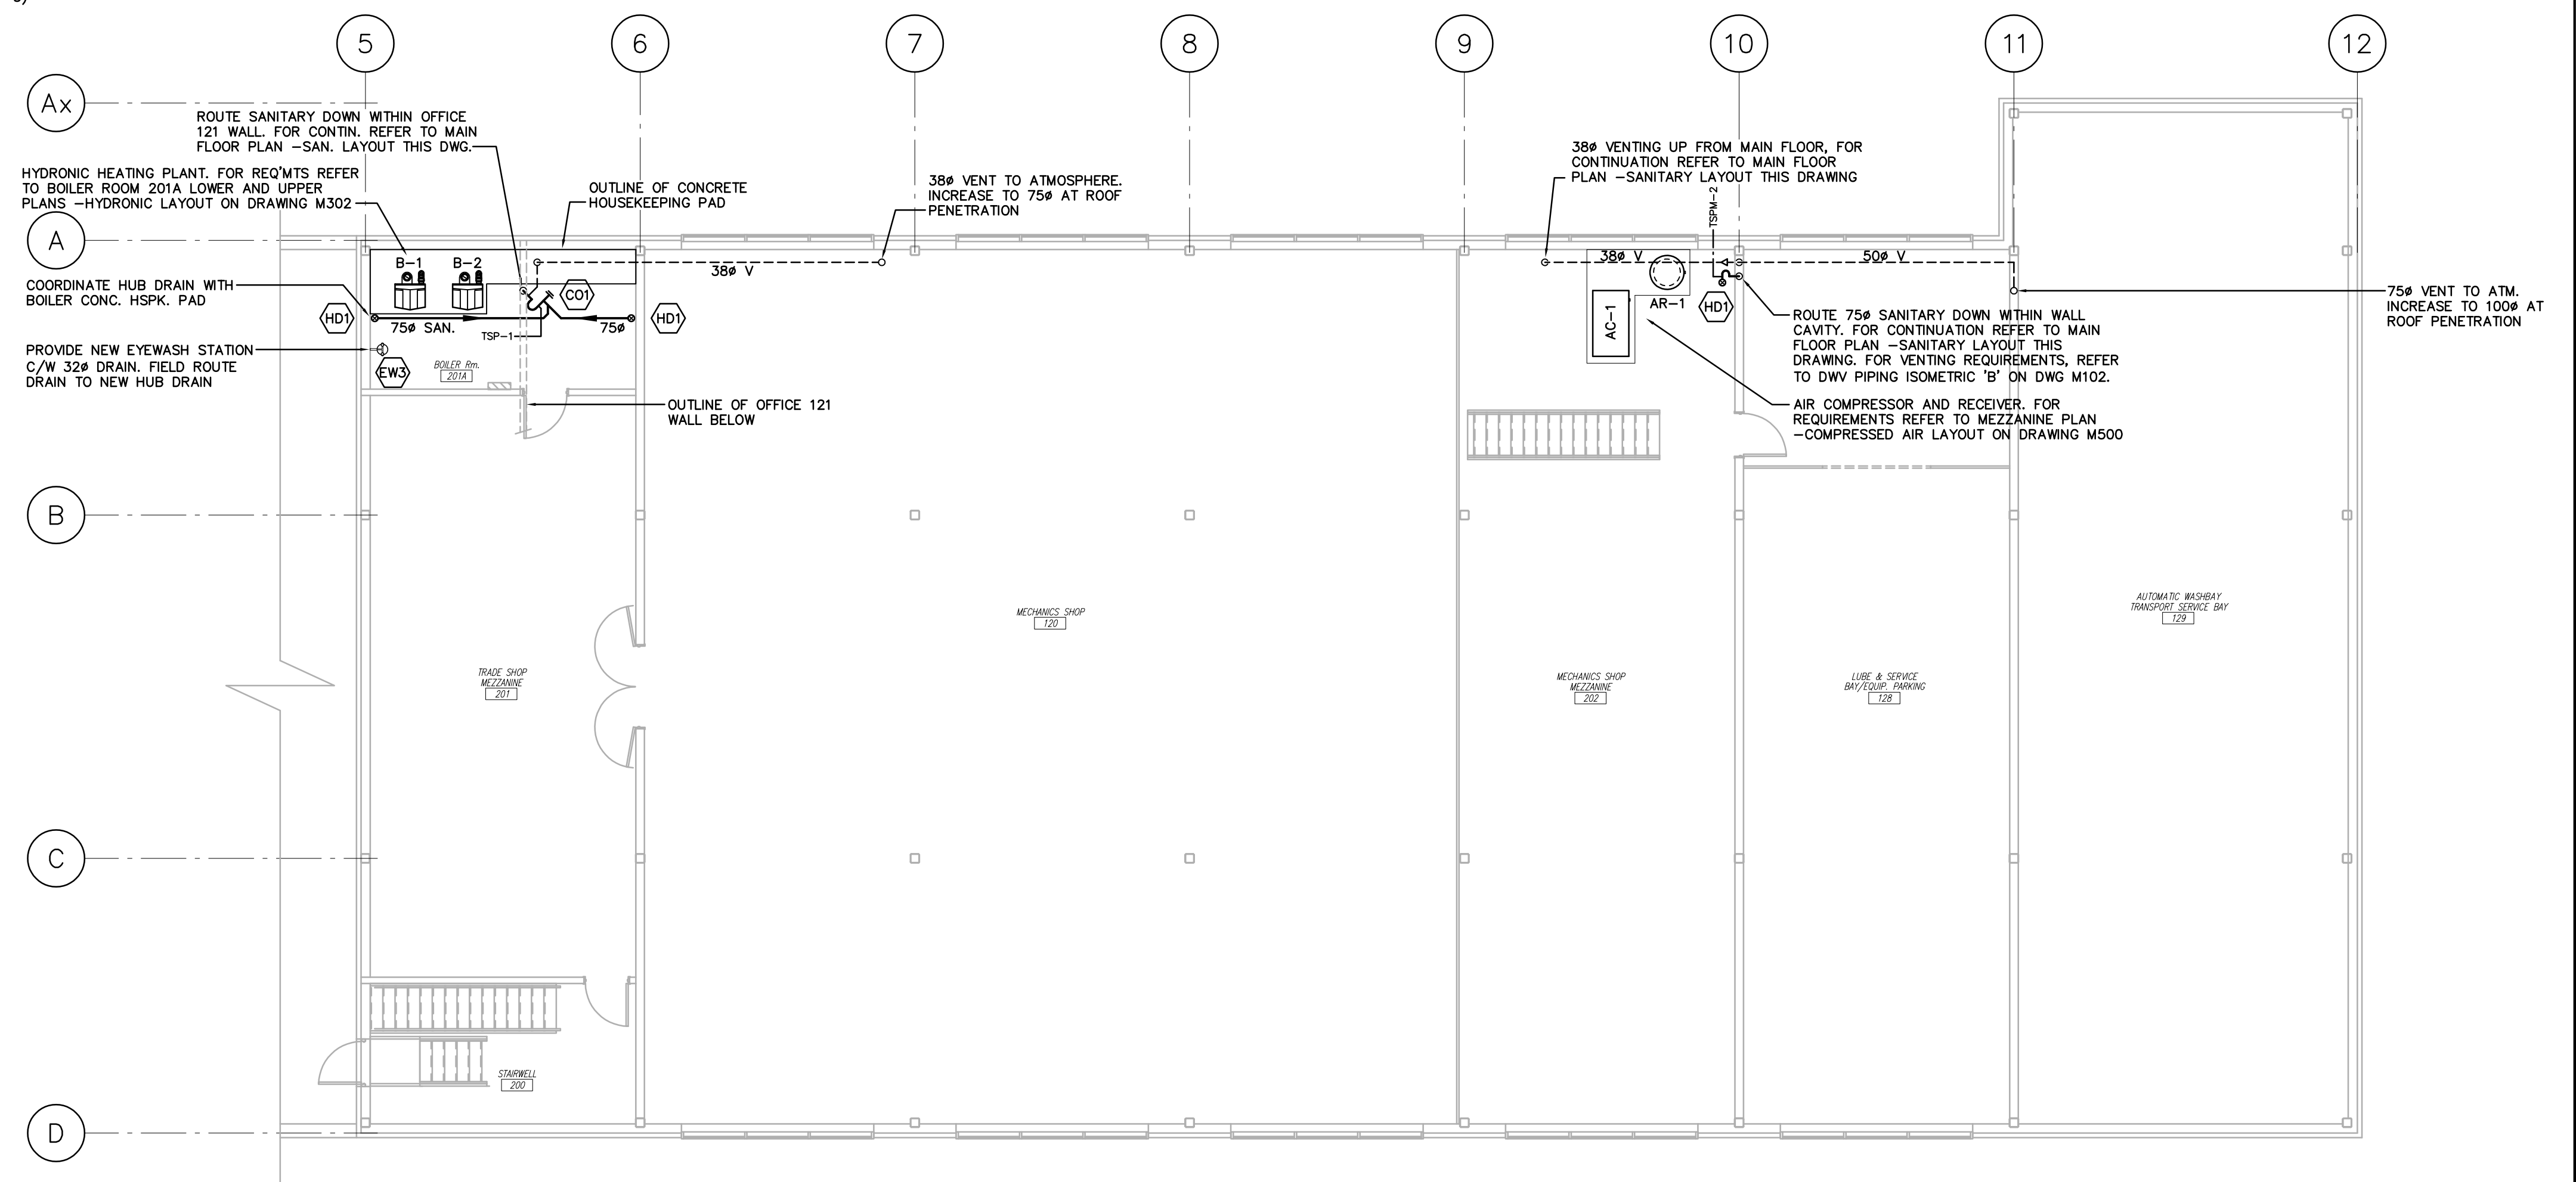 5
6
7
8
9
10
11
12
Ax
A
B
C
D
ROUTE SANITARY DOWN WITHIN OFFICE
121 WALL. FOR CONTIN. REFER TO MAIN
FLOOR PLAN –SAN. LAYOUT THIS DWG.
HYDRONIC HEATING PLANT. FOR REQ'MTS REFER
TO BOILER ROOM 201A LOWER AND UPPER
PLANS –HYDRONIC LAYOUT ON DRAWING M302
OUTLINE OF CONCRETE
HOUSEKEEPING PAD
38ø VENT TO ATMOSPHERE.
INCREASE TO 75ø AT ROOF
PENETRATION
38ø VENTING UP FROM MAIN FLOOR, FOR
CONTINUATION REFER TO MAIN FLOOR
PLAN –SANITARY LAYOUT THIS DRAWING
TSPM-2
B-1
B-2
38ø V
38ø V
50ø V
COORDINATE HUB DRAIN WITH
BOILER CONC. HSPK. PAD
CO1
HD1
75ø SAN.
75ø
HD1
TSP-1
AC-1
AR-1
HD1
75ø VENT TO ATM.
INCREASE TO 100ø AT
ROOF PENETRATION
ROUTE 75ø SANITARY DOWN WITHIN WALL
CAVITY. FOR CONTINUATION REFER TO MAIN
FLOOR PLAN –SANITARY LAYOUT THIS
DRAWING. FOR VENTING REQUIREMENTS, REFER
TO DWV PIPING ISOMETRIC 'B' ON DWG M102.
PROVIDE NEW EYEWASH STATION
C/W 32ø DRAIN. FIELD ROUTE
DRAIN TO NEW HUB DRAIN
EW3
BOILER Rm.
201A
OUTLINE OF OFFICE 121
WALL BELOW
AIR COMPRESSOR AND RECEIVER. FOR
REQUIREMENTS REFER TO MEZZANINE PLAN
–COMPRESSED AIR LAYOUT ON DRAWING M500
MECHANICS SHOP
120
AUTOMATIC WASHBAY
TRANSPORT SERVICE BAY
129
TRADE SHOP
MEZZANINE
201
MECHANICS SHOP
MEZZANINE
202
LUBE & SERVICE
BAY/EQUIP. PARKING
128
STAIRWELL
200